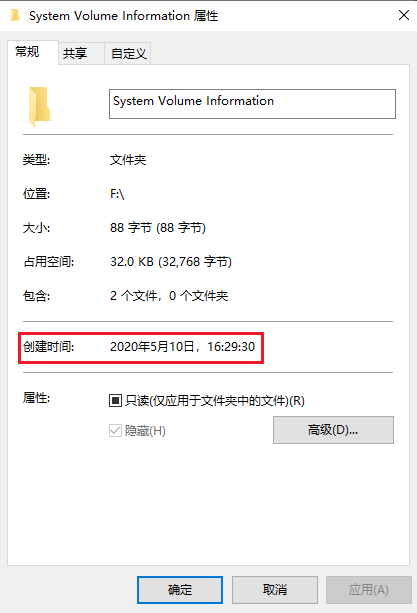 System Volume Information 属性
常规 共享 自定义
System Volume Information
类型: 文件夹
位置: F:\
大小: 88 字节 (88 字节)
占用空间: 32.0 KB (32,768 字节)
包含: 2 个文件，0 个文件夹
创建时间: 2020年5月10日，16:29:30
属性: 只读(仅应用于文件夹中的文件)(R)
隐藏(H) 高级(D)...
确定 取消 应用(A)